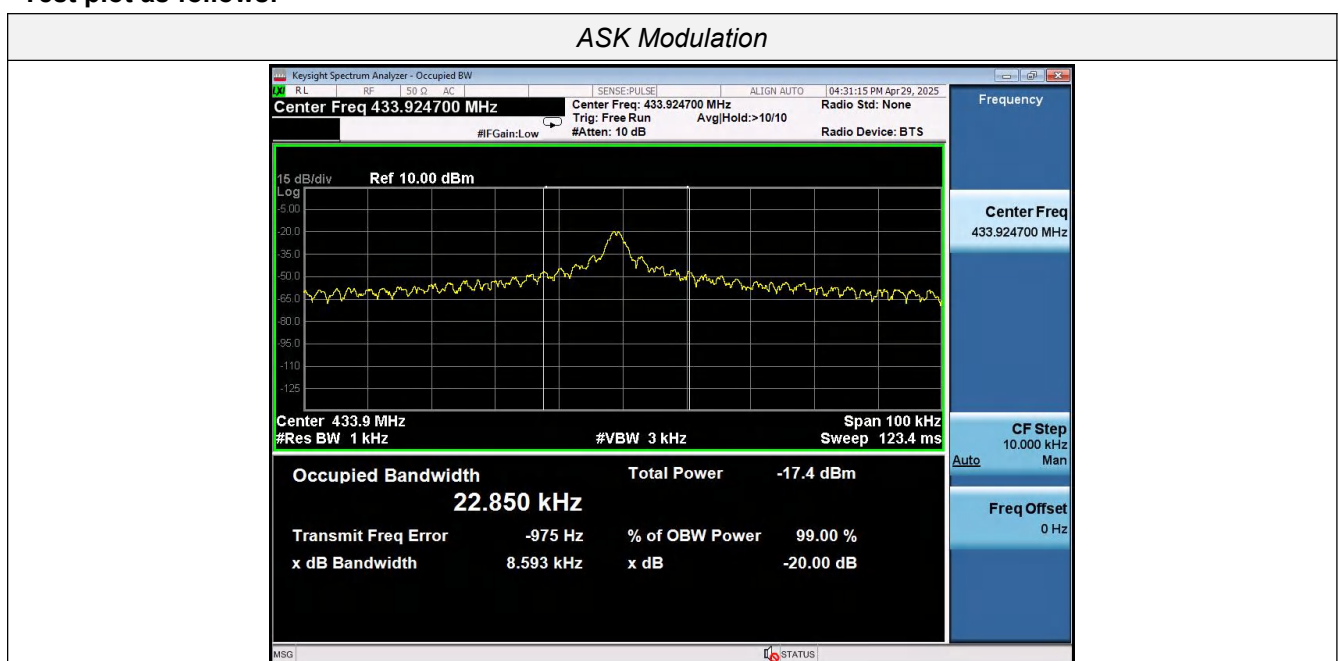 Test plot as follows:
ASK Modulation
Keysight Spectrum Analyzer - Occupied BW
LXI RL RF 50 Ω AC SENSE:PULSE ALIGN AUTO 04:31:15 PM Apr 29, 2025
Center Freq 433.924700 MHz
Center Freq: 433.924700 MHz Radio Std: None
Trig: Free Run Avg|Hold:>10/10
#IFGain:Low #Atten: 10 dB Radio Device: BTS
15 dB/div Ref 10.00 dBm
Log
-5.00
-20.0
-35.0
-50.0
-65.0
-80.0
-95.0
-110
-125
Center 433.9 MHz Span 100 kHz
#Res BW 1 kHz #VBW 3 kHz Sweep 123.4 ms
Occupied Bandwidth Total Power -17.4 dBm
22.850 kHz
Transmit Freq Error -975 Hz % of OBW Power 99.00 %
x dB Bandwidth 8.593 kHz x dB -20.00 dB
MSG STATUS
Frequency
Center Freq
433.924700 MHz
CF Step
10.000 kHz
Auto Man
Freq Offset
0 Hz